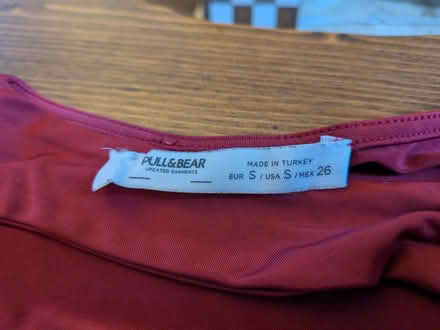 PULL&BEAR
UPDATED GARMENTS
MADE IN TURKEY
EUR S / USA S / MEX 26